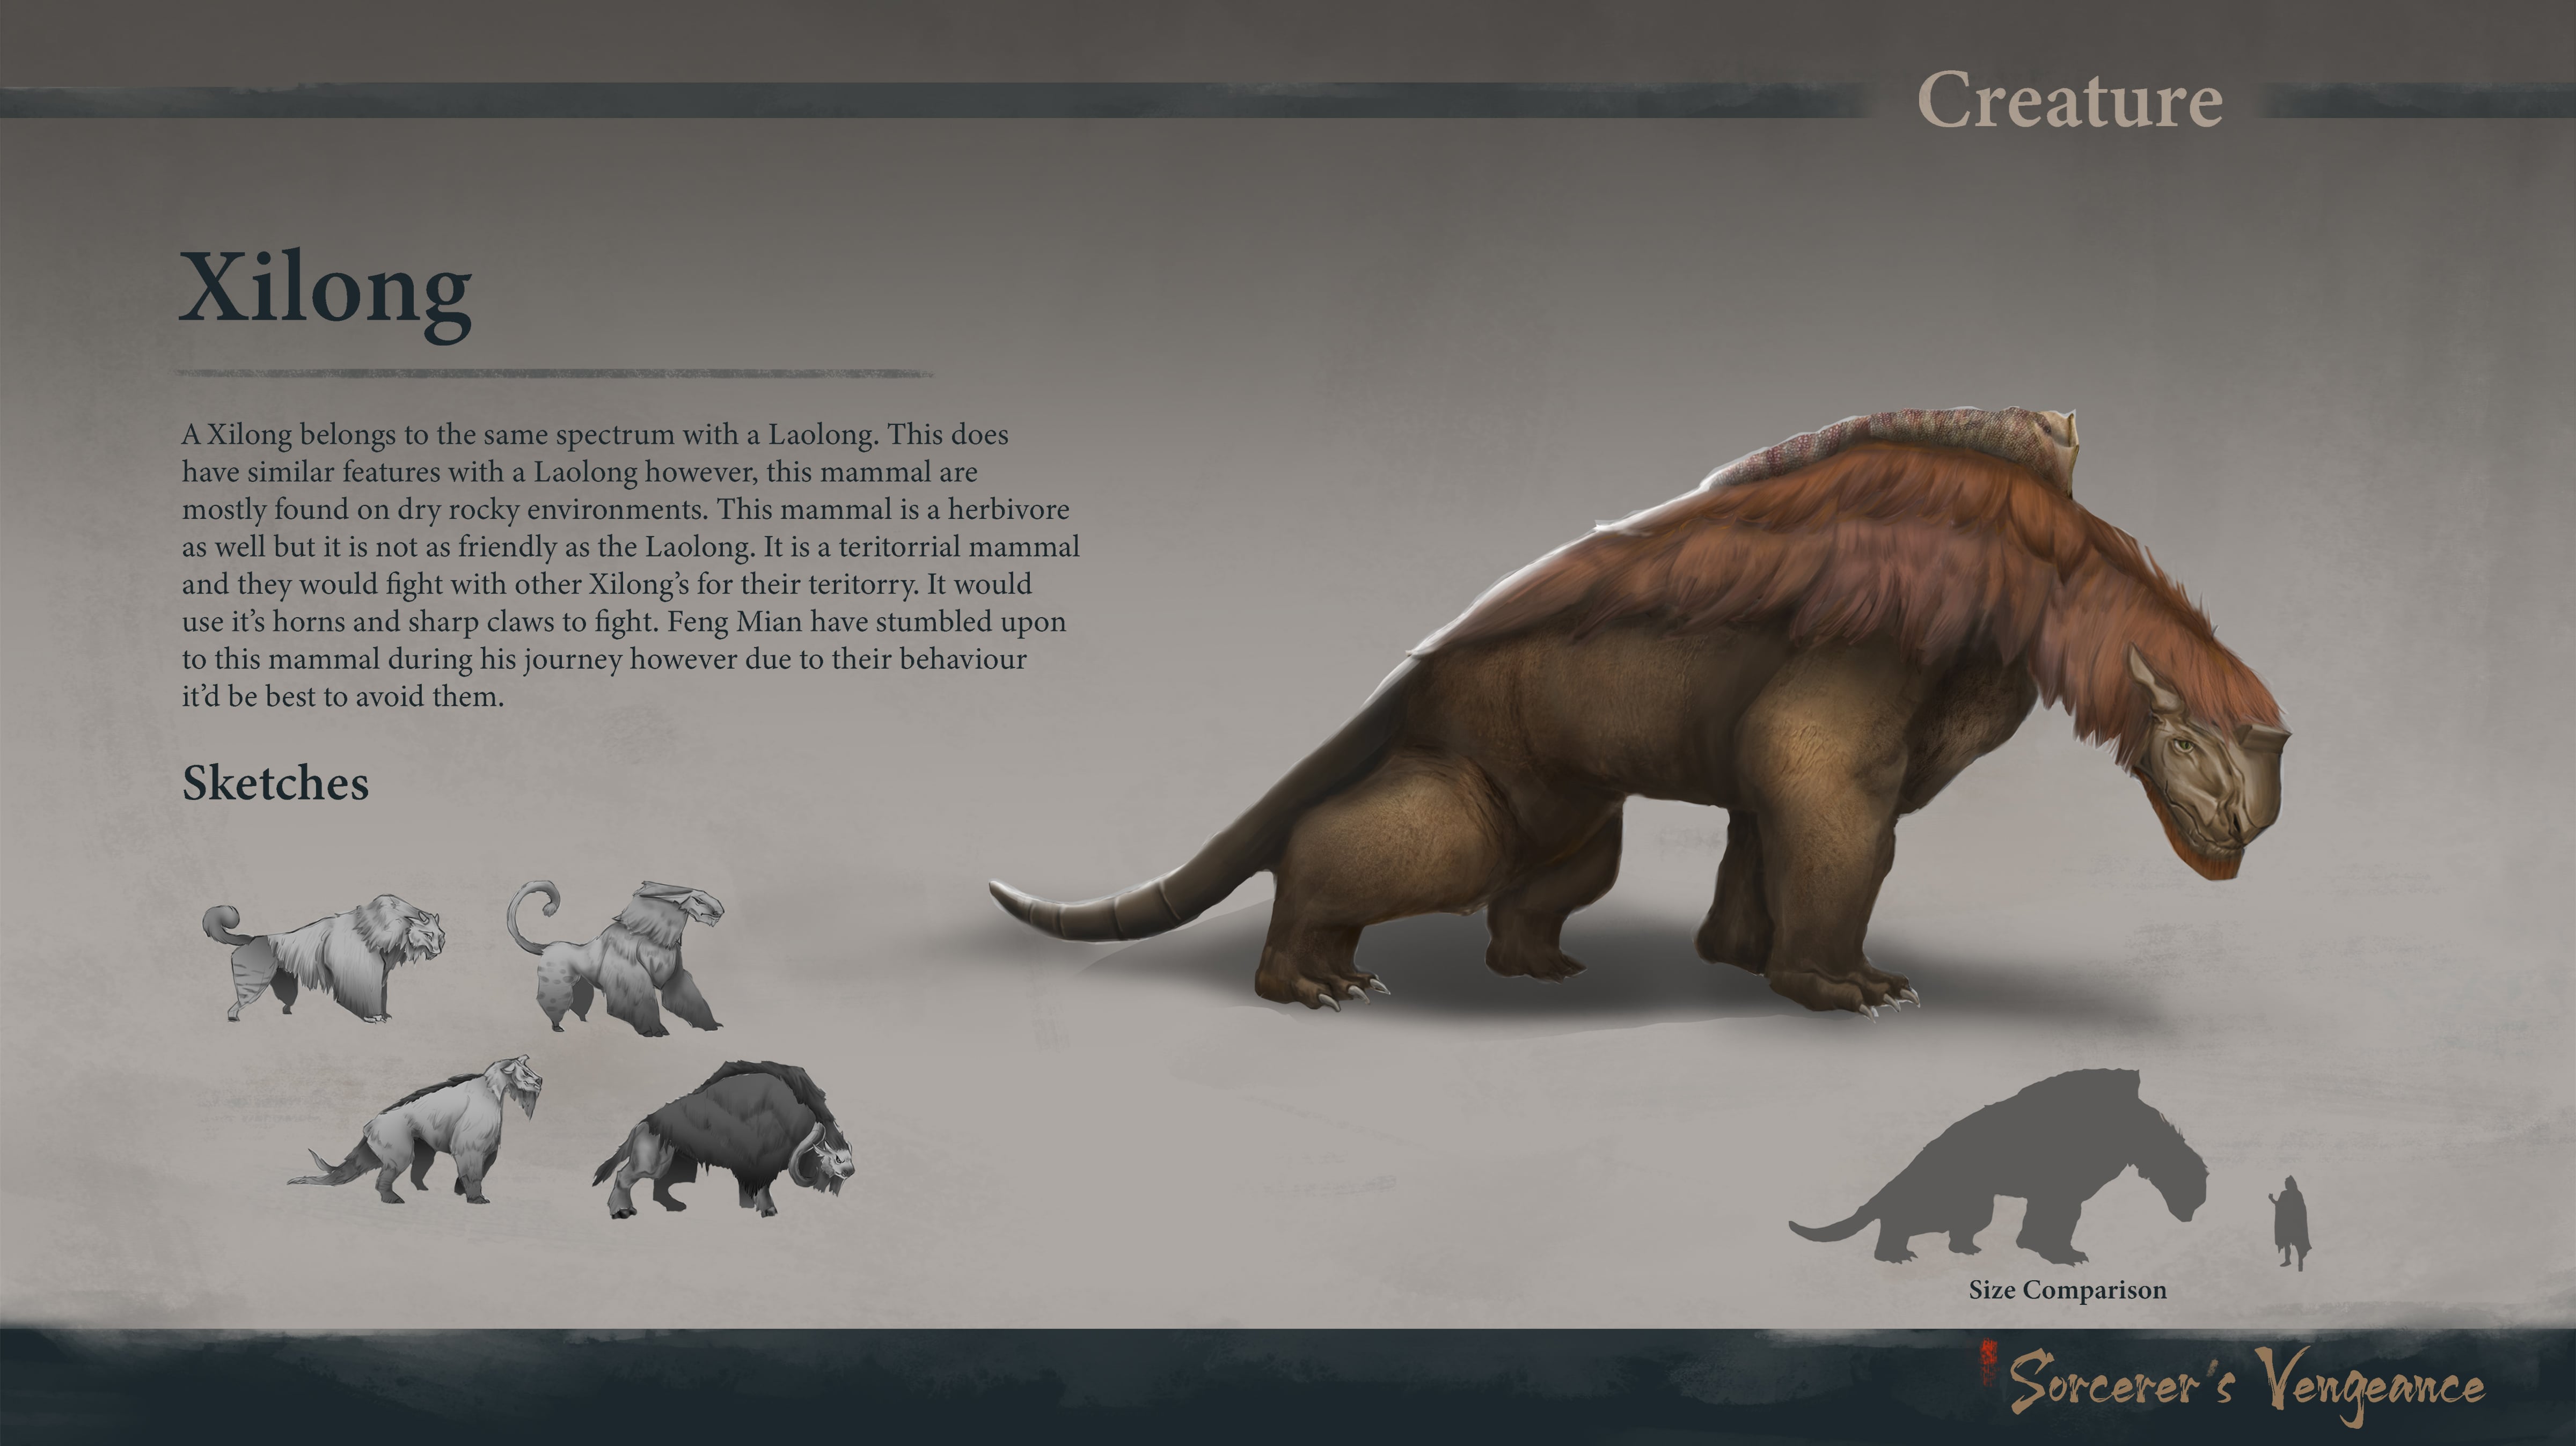 Creature
Xilong
A Xilong belongs to the same spectrum with a Laolong. This does
have similar features with a Laolong however, this mammal are
mostly found on dry rocky environments. This mammal is a herbivore
as well but it is not as friendly as the Laolong. It is a teritorrial mammal
and they would fight with other Xilong’s for their teritorry. It would
use it’s horns and sharp claws to fight. Feng Mian have stumbled upon
to this mammal during his journey however due to their behaviour
it’d be best to avoid them.
Sketches
Size Comparison
Sorcerer's Vengeance